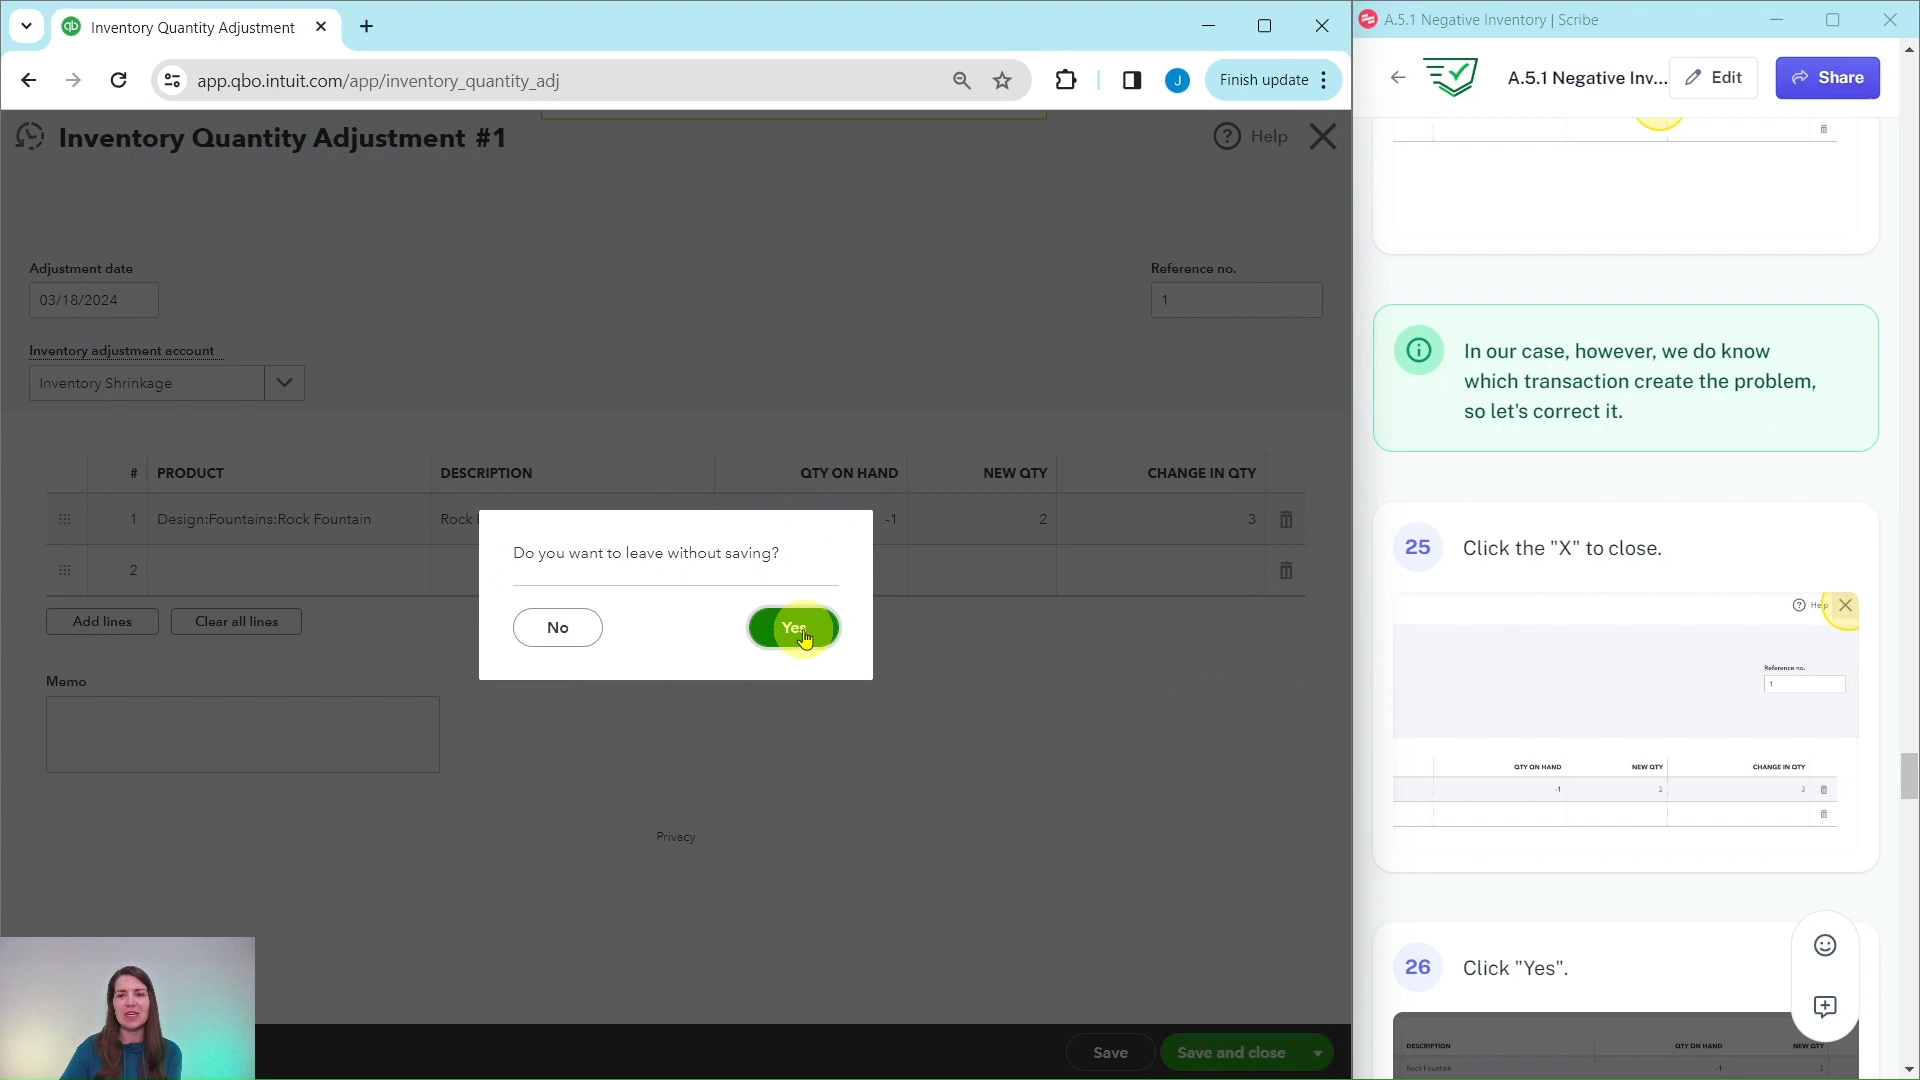 Inventory Quantity Adjustment
app.qbo.intuit.com/app/inventory_quantity_adj
J
Finish update
Inventory Quantity Adjustment #1
Help
Adjustment date
03/18/2024
Reference no.
1
Inventory adjustment account
Inventory Shrinkage
# PRODUCT DESCRIPTION QTY ON HAND NEW QTY CHANGE IN QTY
1 Design:Fountains:Rock Fountain Rock -1 2 3
2
Do you want to leave without saving?
No Yes
Add lines Clear all lines
Memo
Privacy
Save Save and close
A.5.1 Negative Inventory | Scribe
A.5.1 Negative Inv...
Edit
Share
In our case, however, we do know
which transaction create the problem,
so let's correct it.
25 Click the "X" to close.
Help
Reference no.
1
QTY ON HAND NEW QTY CHANGE IN QTY
-1 2 3
26 Click "Yes".
DESCRIPTION QTY ON HAND NEW QTY
Rock Fountain -1 2